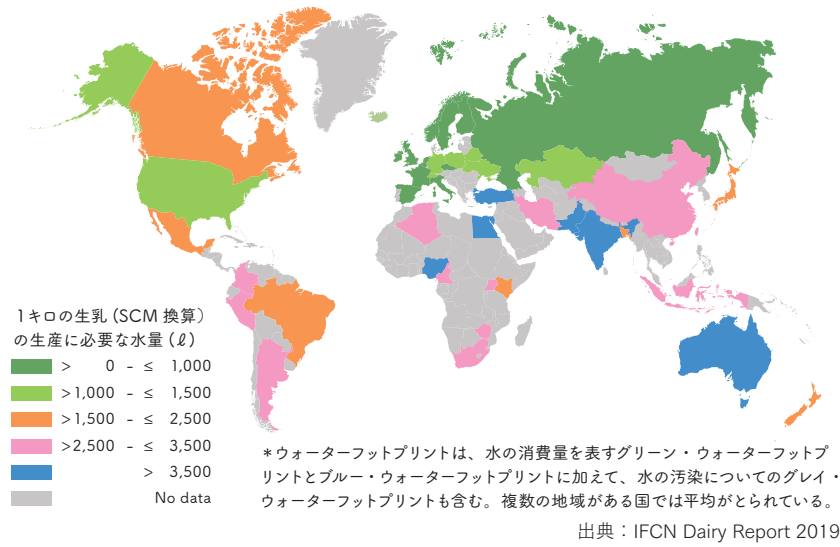 1キロの生乳（SCM 換算）
の生産に必要な水量（ℓ）
> 0 - ≤ 1,000
>1,000 - ≤ 1,500
>1,500 - ≤ 2,500
>2,500 - ≤ 3,500
> 3,500
No data
＊ウォーターフットプリントは、水の消費量を表すグリーン・ウォーターフットプ
リントとブルー・ウォーターフットプリントに加えて、水の汚染についてのグレイ・
ウォーターフットプリントも含む。複数の地域がある国では平均がとられている。
出典：IFCN Dairy Report 2019